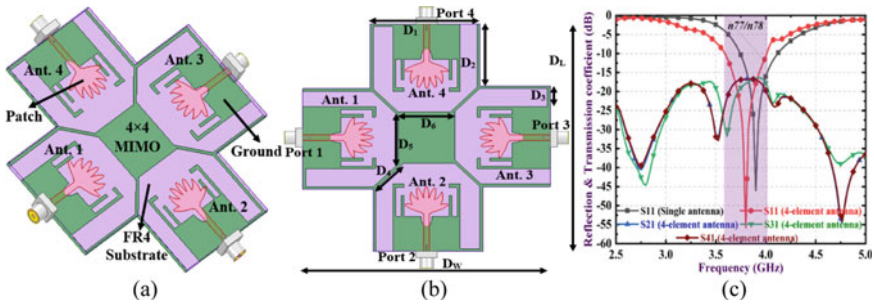 Ant. 4
Ant. 3
Patch
4×4
MIMO
Ground
Ant. 1
Ant. 2
FR4
Substrate
(a)
Port 4
D1
D2
DL
Ant. 4
Ant. 1
D3
D6
Port 3
Port 1
D5
D4
Ant. 2
Ant. 3
Port 2
DW
(b)
n77/n78
Reflection & Transmission coefficient (dB)
0
-5
-10
-15
-20
-25
-30
-35
-40
-45
-50
-55
-60
S11 (Single antenna)
S11 (4-element antenna)
S21 (4-element antenna)
S31 (4-element antenna)
S41 (4-element antenna)
2.5 3.0 3.5 4.0 4.5 5.0
Frequency (GHz)
(c)